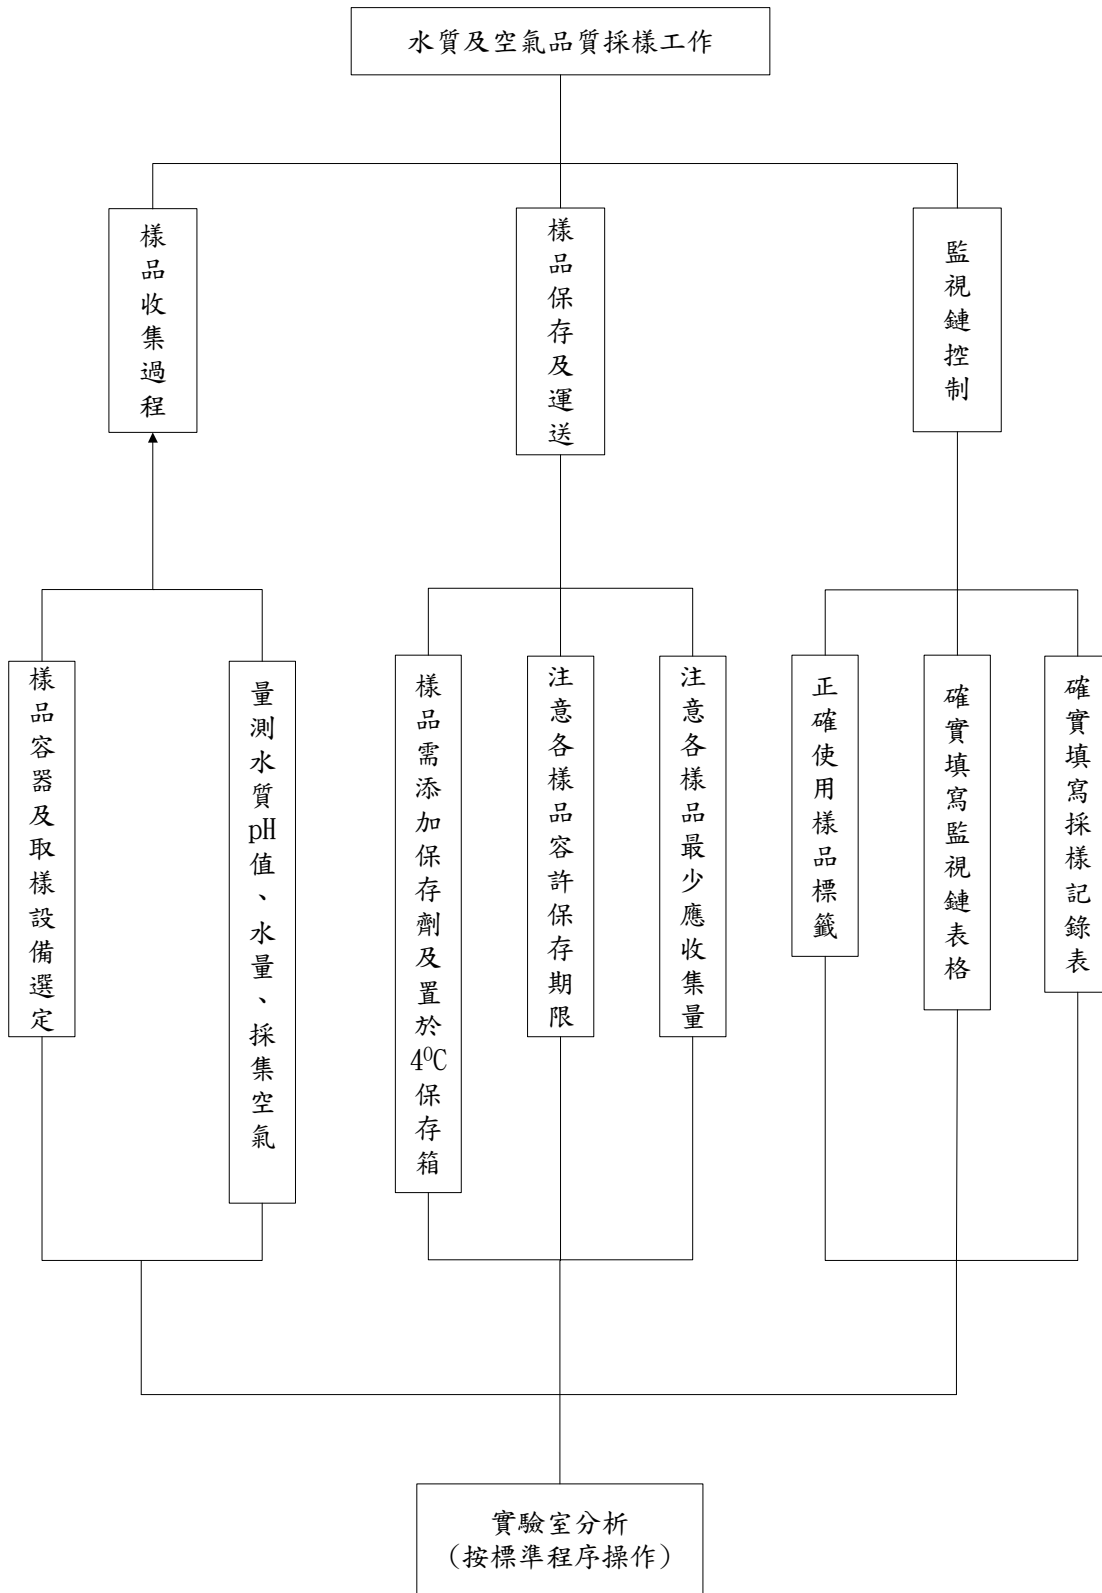 水質及空氣品質採樣工作
樣品收集過程
樣品保存及運送
監視鏈控制
樣品容器及取樣設備選定
量測水質pH值、水量、採集空氣
樣品需添加保存劑及置於4⁰C保存箱
注意各樣品容許保存期限
注意各樣品最少應收集量
正確使用樣品標籤
確實填寫監視鏈表格
確實填寫採樣記錄表
實驗室分析
(按標準程序操作)